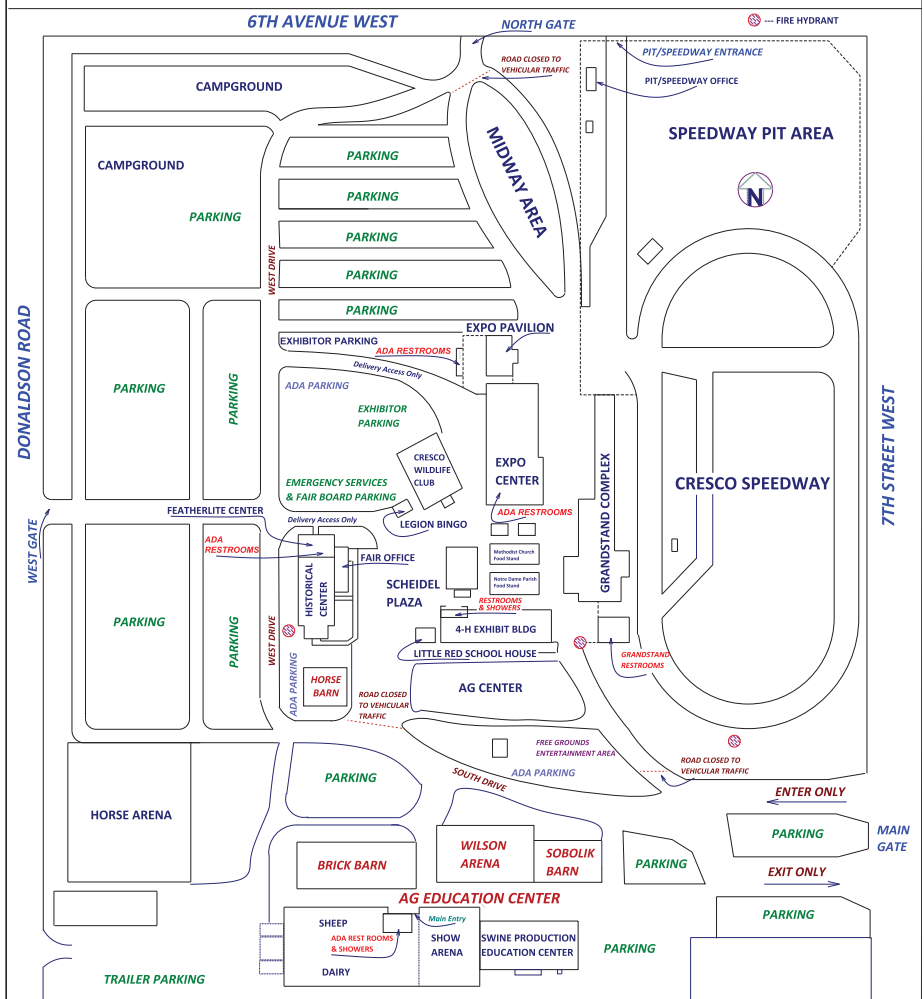 6TH AVENUE WEST
--- FIRE HYDRANT
NORTH GATE
PIT/SPEEDWAY ENTRANCE
ROAD CLOSED TO
VEHICULAR TRAFFIC
PIT/SPEEDWAY OFFICE
CAMPGROUND
SPEEDWAY PIT AREA
MIDWAY AREA
CAMPGROUND
PARKING
N
PARKING
PARKING
PARKING
PARKING
PARKING
WEST DRIVE
DONALDSON ROAD
EXPO PAVILION
EXHIBITOR PARKING
ADA RESTROOMS
Delivery Access Only
ADA PARKING
PARKING
PARKING
EXHIBITOR
PARKING
CRESCO
WILDLIFE
CLUB
EXPO
CENTER
GRANDSTAND COMPLEX
CRESCO SPEEDWAY
7TH STREET WEST
EMERGENCY SERVICES
& FAIR BOARD PARKING
LEGION BINGO
ADA RESTROOMS
FEATHERLITE CENTER
Delivery Access Only
WEST GATE
ADA
RESTROOMS
FAIR OFFICE
HISTORICAL
CENTER
Methodist Church
Food Stand
Notre Dame Parish
Food Stand
SCHEIDEL
PLAZA
RESTROOMS
& SHOWERS
4-H EXHIBIT BLDG
LITTLE RED SCHOOL HOUSE
GRANDSTAND
RESTROOMS
PARKING
PARKING
WEST DRIVE
ADA PARKING
HORSE
BARN
AG CENTER
ROAD CLOSED
TO VEHICULAR
TRAFFIC
FREE GROUNDS
ENTERTAINMENT AREA
ADA PARKING
ROAD CLOSED TO
VEHICULAR TRAFFIC
SOUTH DRIVE
PARKING
ENTER ONLY
HORSE ARENA
PARKING
MAIN
GATE
WILSON
ARENA
SOBOLIK
BARN
BRICK BARN
PARKING
EXIT ONLY
AG EDUCATION CENTER
PARKING
SHEEP
Main Entry
ADA REST ROOMS
& SHOWERS
SHOW
ARENA
SWINE PRODUCTION
EDUCATION CENTER
PARKING
DAIRY
TRAILER PARKING